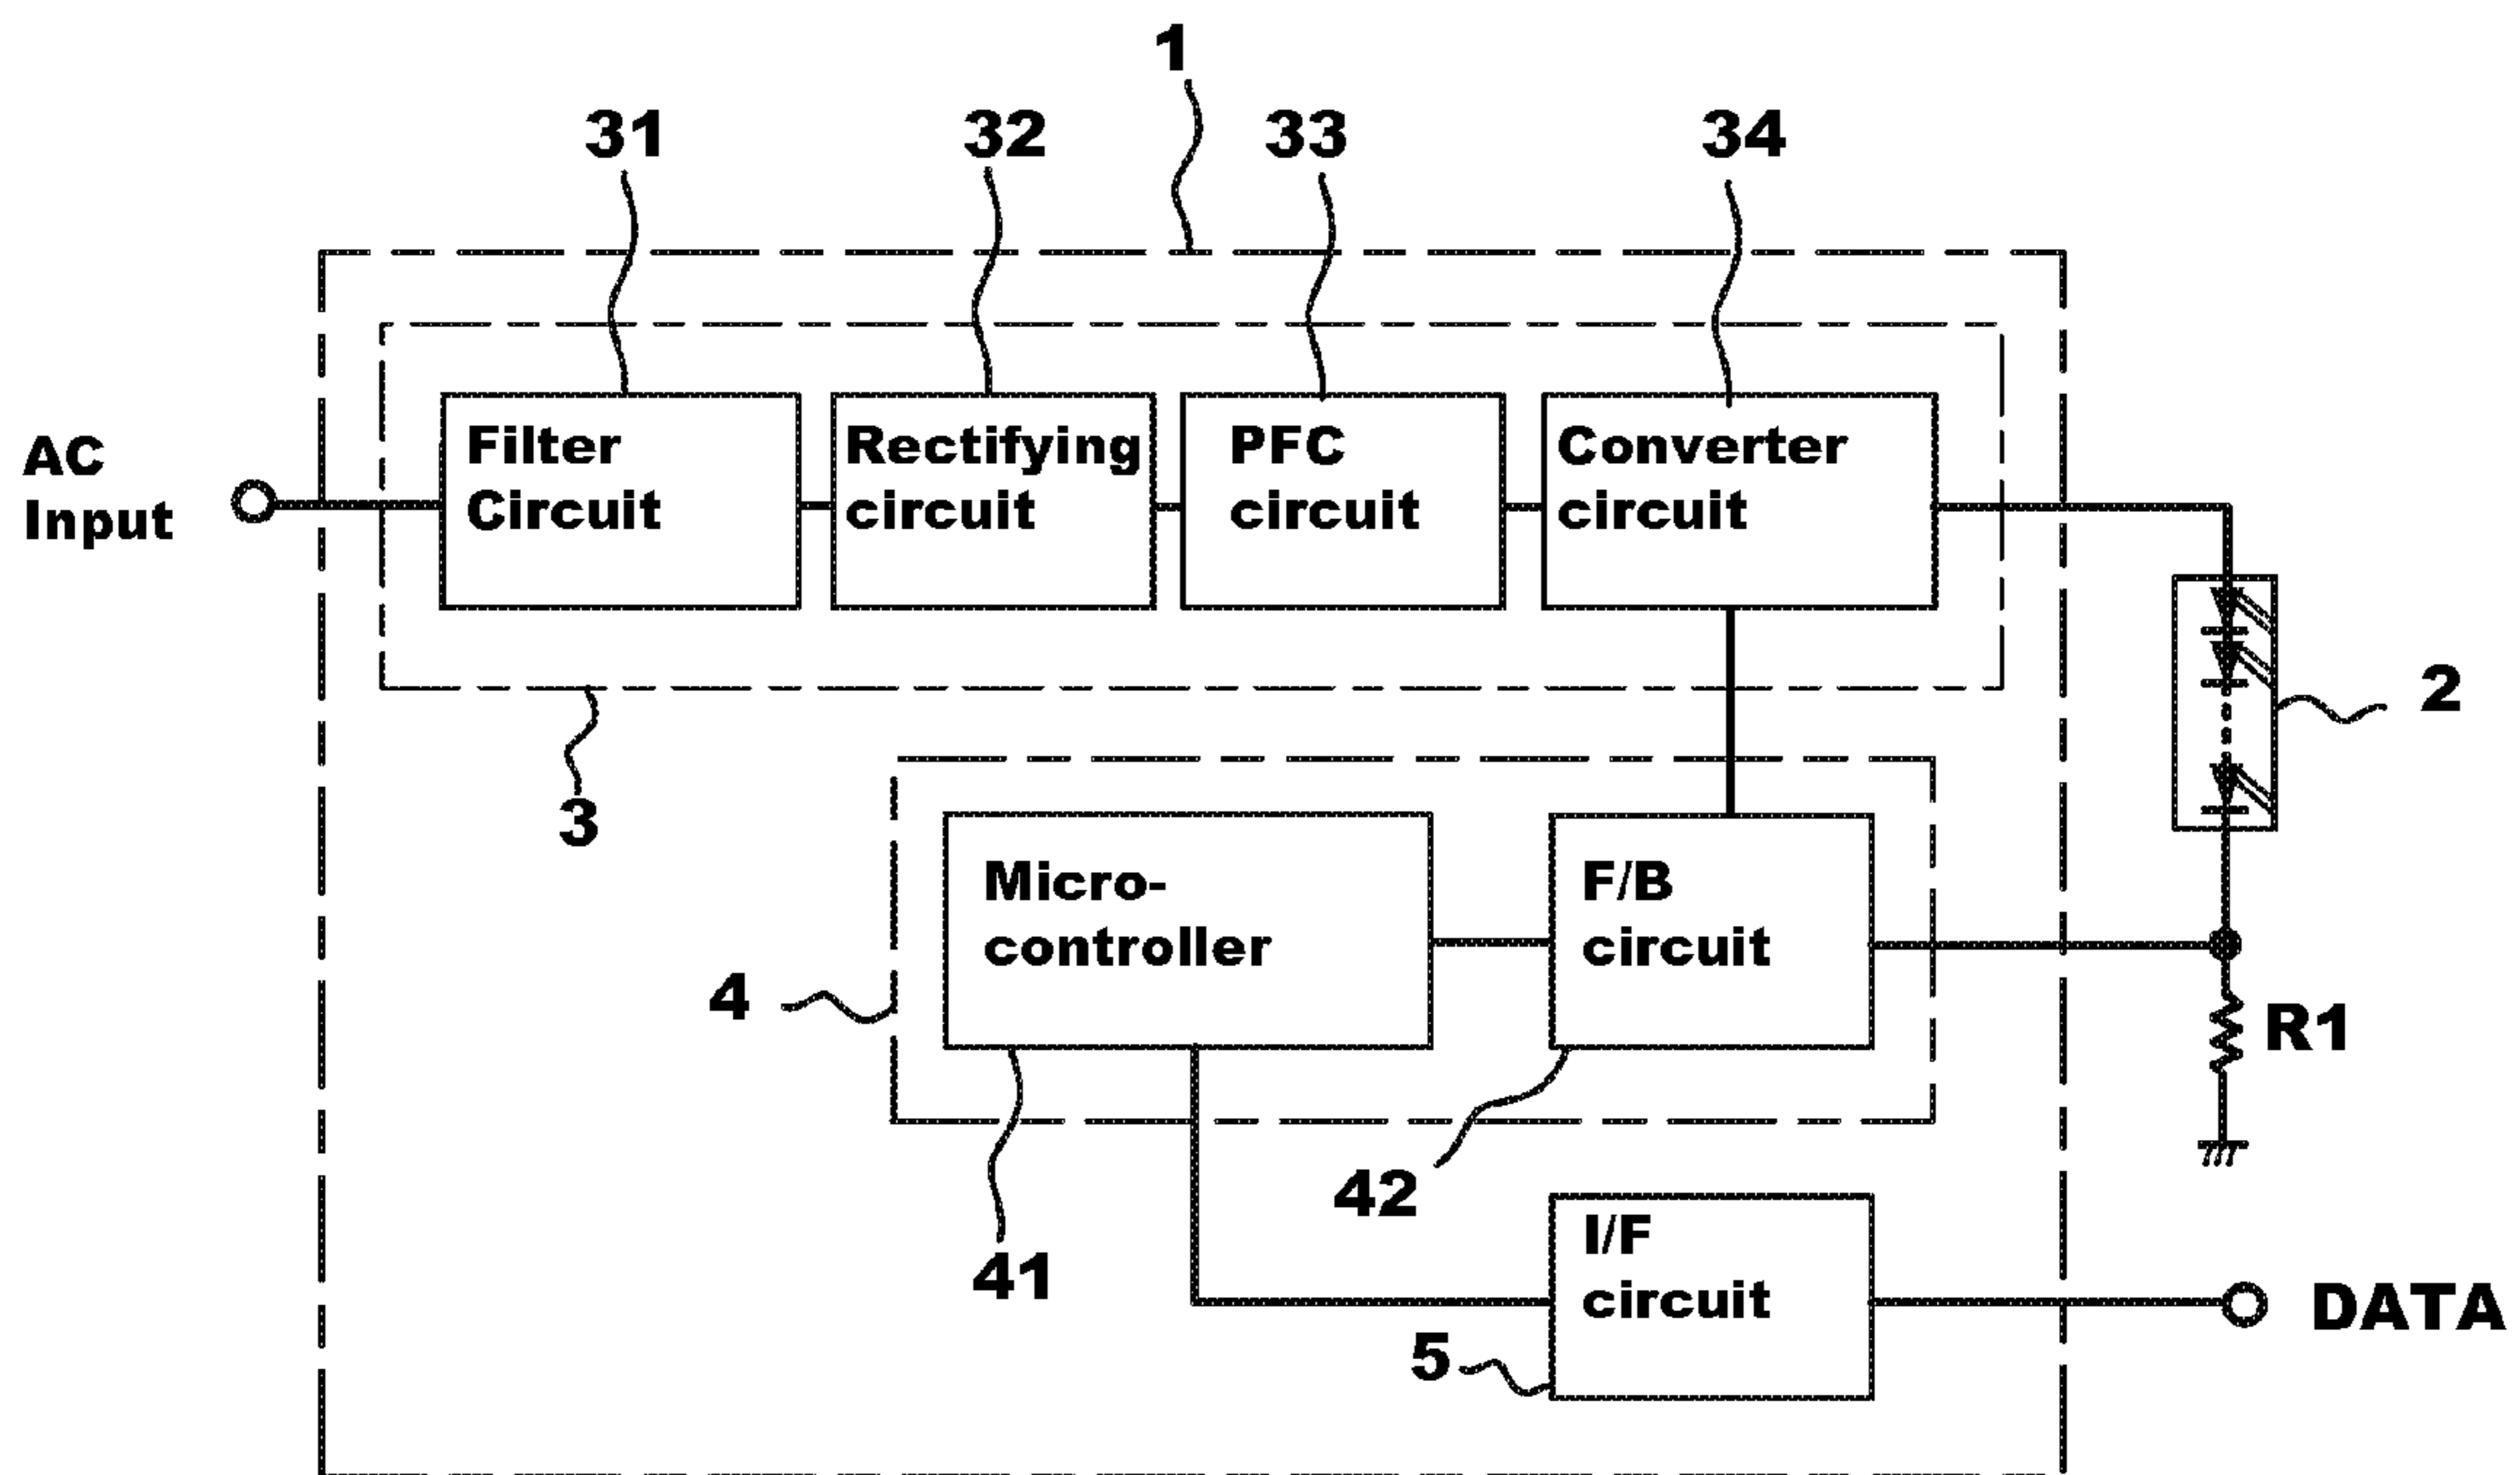 1
31
32
33
34
AC
Input
Filter
Circuit
Rectifying
circuit
PFC
circuit
Converter
circuit
2
3
Micro-
controller
F/B
circuit
4
R1
42
41
I/F
circuit
5
DATA